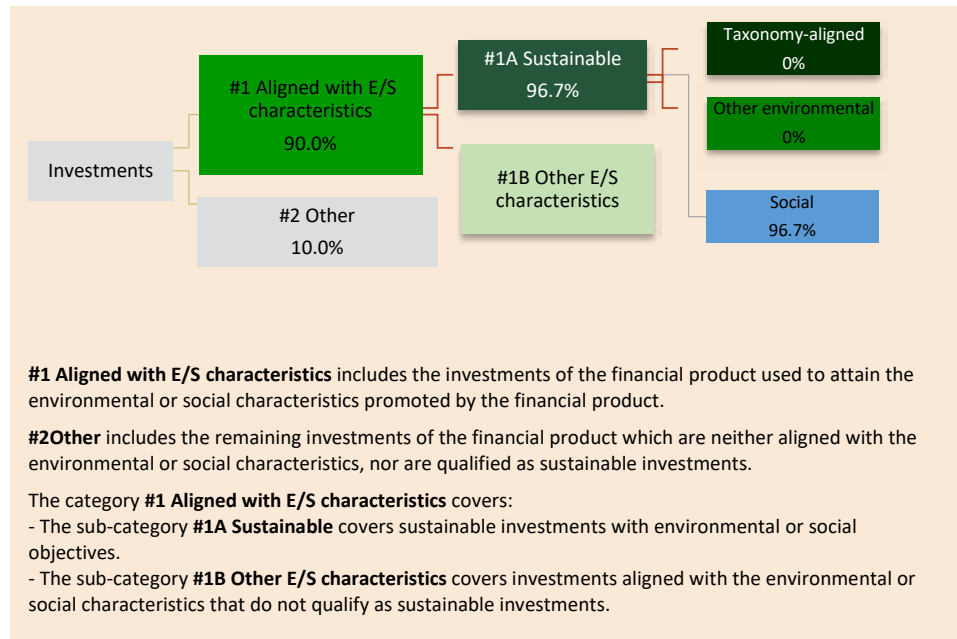 Investments
#1 Aligned with E/S
characteristics
90.0%
#2 Other
10.0%
#1A Sustainable
96.7%
#1B Other E/S
characteristics
Taxonomy-aligned
0%
Other environmental
0%
Social
96.7%
#1 Aligned with E/S characteristics includes the investments of the financial product used to attain the
environmental or social characteristics promoted by the financial product.
#2Other includes the remaining investments of the financial product which are neither aligned with the
environmental or social characteristics, nor are qualified as sustainable investments.
The category #1 Aligned with E/S characteristics covers:
- The sub-category #1A Sustainable covers sustainable investments with environmental or social
objectives.
- The sub-category #1B Other E/S characteristics covers investments aligned with the environmental or
social characteristics that do not qualify as sustainable investments.